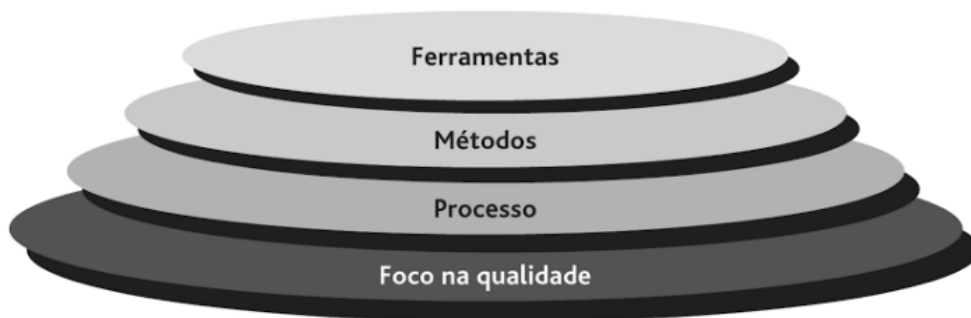 Ferramentas
Métodos
Processo
Foco na qualidade